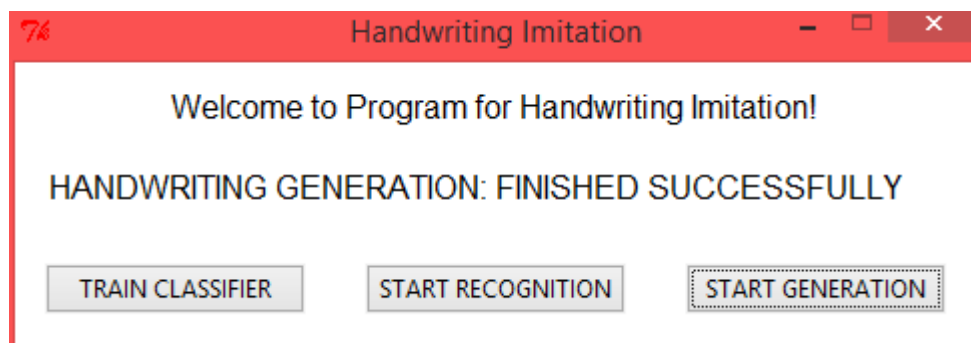 Handwriting Imitation
Welcome to Program for Handwriting Imitation!
HANDWRITING GENERATION: FINISHED SUCCESSFULLY
TRAIN CLASSIFIER START RECOGNITION START GENERATION